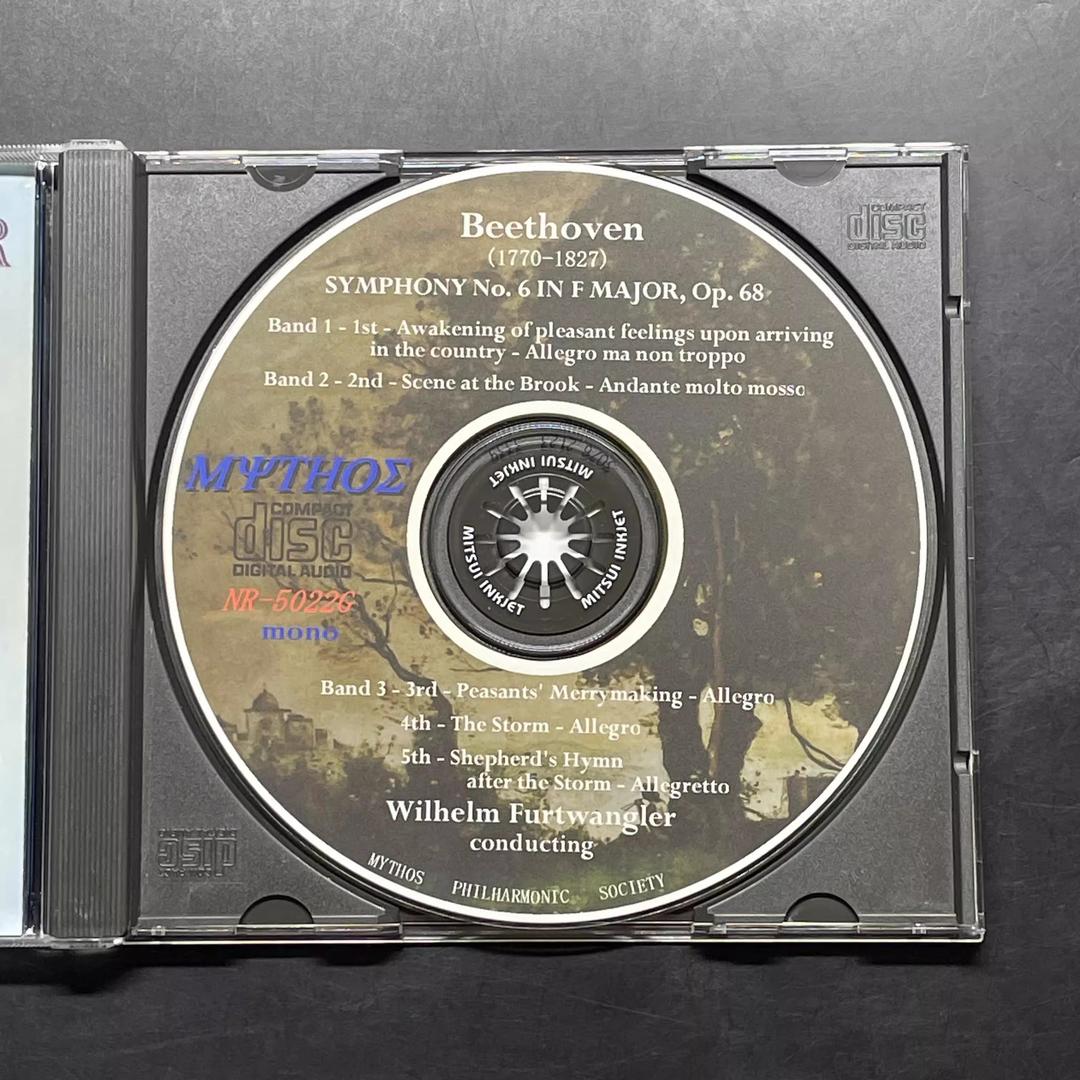 R
COMPACT
disc
DIGITAL AUDIO
Beethoven
(1770-1827)
SYMPHONY No. 6 IN F MAJOR, Op. 68
Band 1 - 1st - Awakening of pleasant feelings upon arriving
in the country - Allegro ma non troppo
Band 2 - 2nd - Scene at the Brook - Andante molto mosso
MITSUI INKJET
MITSUI INKJET
MITSUI INKJET
ΜΨΤΗΟΣ
COMPACT
disc
DIGITAL AUDIO
NR-5022G
mono
Band 3 - 3rd - Peasants' Merrymaking - Allegro
4th - The Storm - Allegro
5th - Shepherd's Hymn
after the Storm - Allegretto
Wilhelm Furtwangler
conducting
MYTHOS PHILHARMONIC SOCIETY
disc